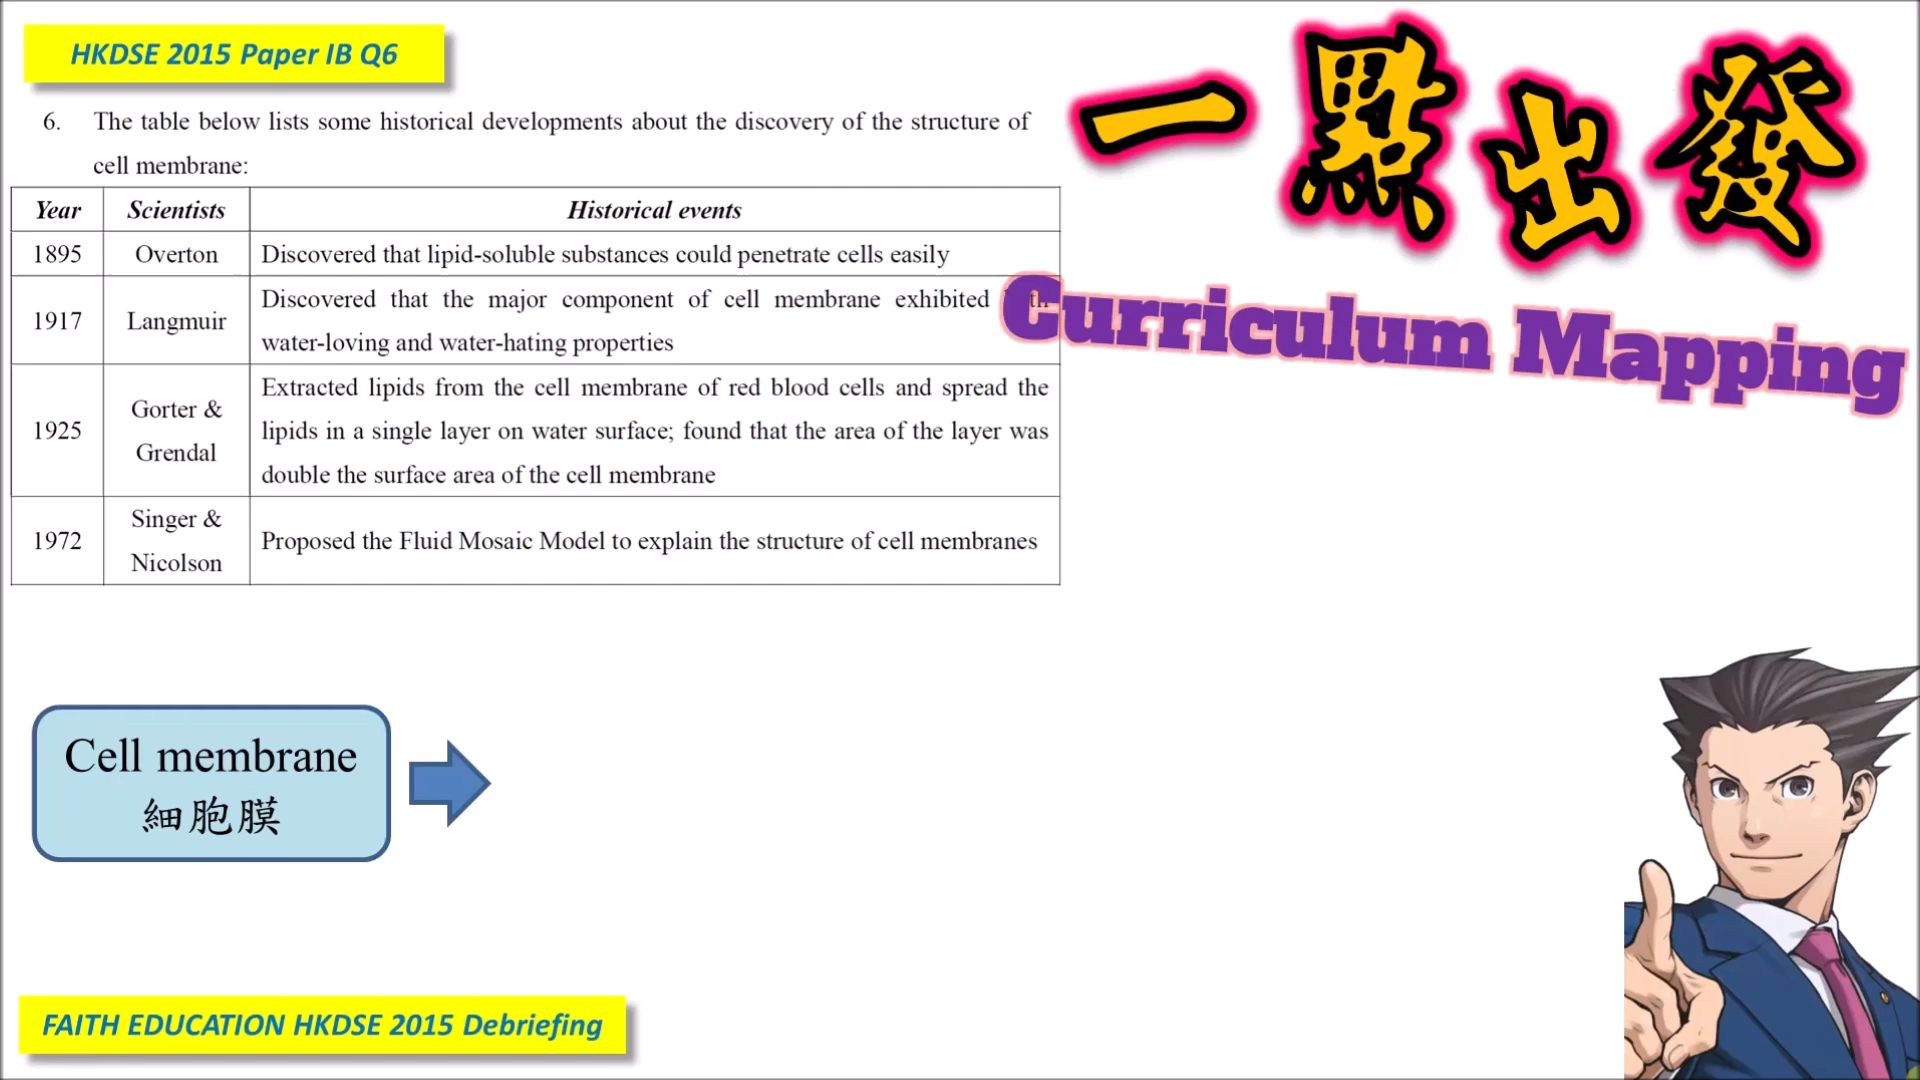 HKDSE 2015 Paper IB Q6
一點出發
6. The table below lists some historical developments about the discovery of the structure of
cell membrane:
Curriculum Mapping
Year Scientists Historical events
1895 Overton Discovered that lipid-soluble substances could penetrate cells easily
1917 Langmuir Discovered that the major component of cell membrane exhibited
water-loving and water-hating properties
1925 Gorter & Grendal Extracted lipids from the cell membrane of red blood cells and spread the
lipids in a single layer on water surface; found that the area of the layer was
double the surface area of the cell membrane
1972 Singer & Nicolson Proposed the Fluid Mosaic Model to explain the structure of cell membranes
Cell membrane
細胞膜
FAITH EDUCATION HKDSE 2015 Debriefing